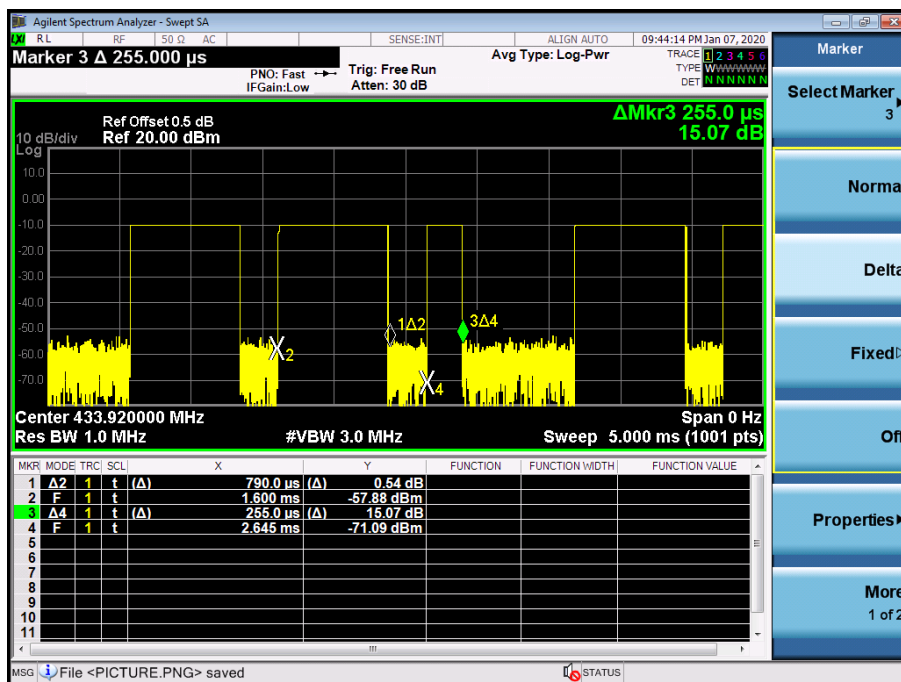 Agilent Spectrum Analyzer - Swept SA
LXI RL RF 50 Ω AC SENSE:INT ALIGN AUTO 09:44:14 PM Jan 07, 2020
Marker 3 Δ 255.000 µs
PNO: Fast
IFGain:Low
Trig: Free Run
Atten: 30 dB
Avg Type: Log-Pwr
TRACE 1 2 3 4 5 6
TYPE WWWWWW
DET N N N N N N
ΔMkr3 255.0 µs
15.07 dB
Ref Offset 0.5 dB
10 dB/div Ref 20.00 dBm
Log
10.0
0.00
-10.0
-20.0
-30.0
-40.0
-50.0
-60.0
-70.0
1Δ2
3Δ4
2
4
Center 433.920000 MHz Span 0 Hz
Res BW 1.0 MHz #VBW 3.0 MHz Sweep 5.000 ms (1001 pts)
MKR MODE TRC SCL X Y FUNCTION FUNCTION WIDTH FUNCTION VALUE
1 Δ2 1 t (Δ) 790.0 µs (Δ) 0.54 dB
2 F 1 t 1.600 ms -57.88 dBm
3 Δ4 1 t (Δ) 255.0 µs (Δ) 15.07 dB
4 F 1 t 2.645 ms -71.09 dBm
5
6
7
8
9
10
11
MSG File <PICTURE.PNG> saved STATUS
Marker
Select Marker
3
Norma
Delta
Fixed
Off
Properties
More
1 of 2